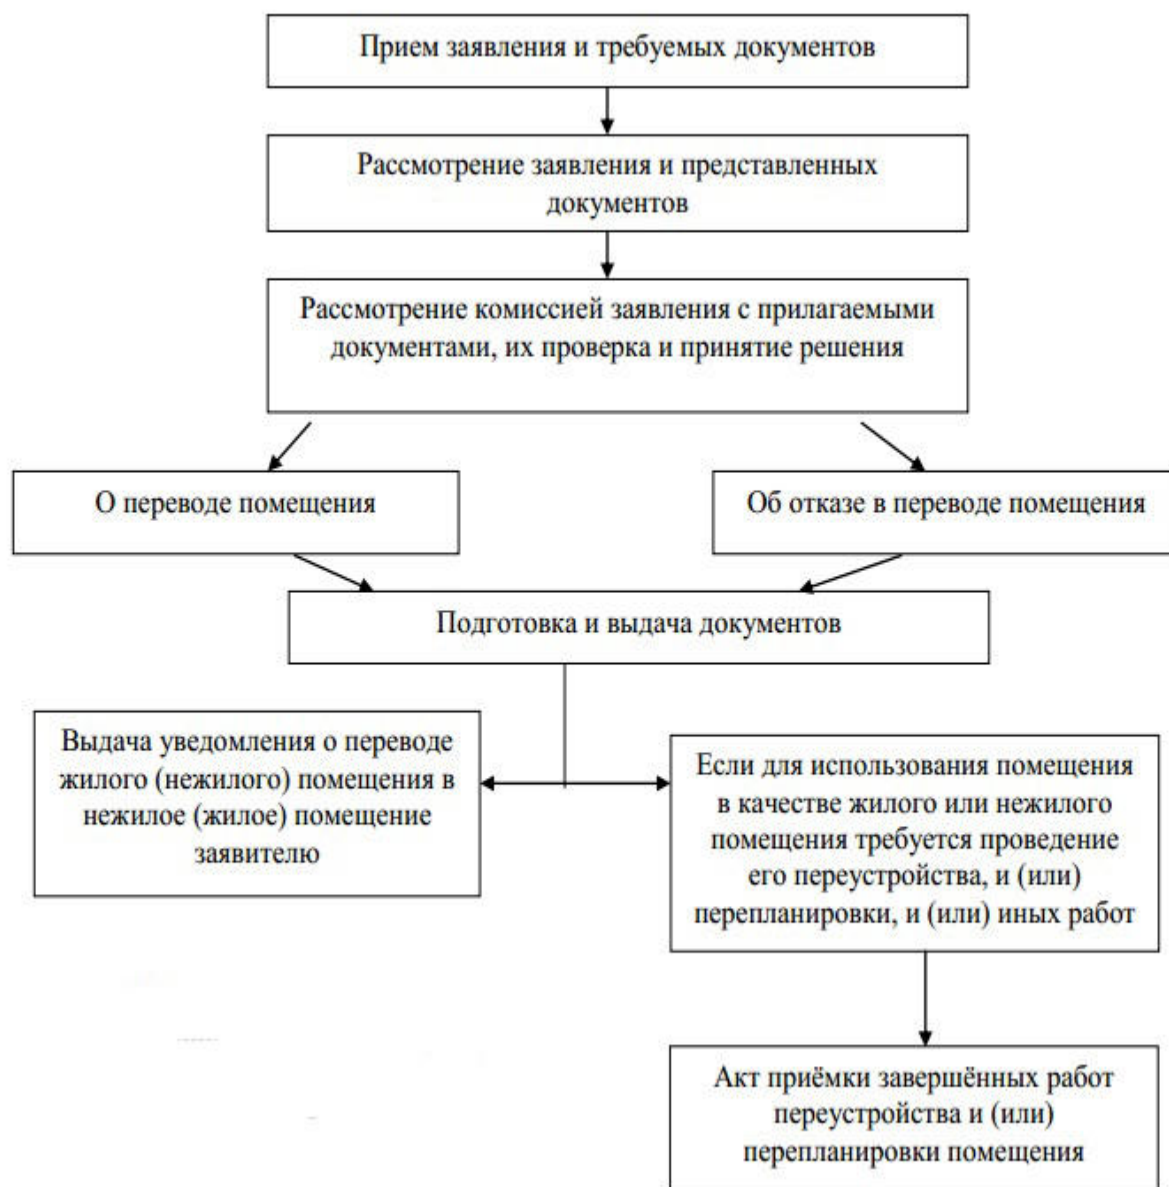 Прием заявления и требуемых документов
Рассмотрение заявления и представленных
документов
Рассмотрение комиссией заявления с прилагаемыми
документами, их проверка и принятие решения
О переводе помещения
Об отказе в переводе помещения
Подготовка и выдача документов
Выдача уведомления о переводе
жилого (нежилого) помещения в
нежилое (жилое) помещение
заявителю
Если для использования помещения
в качестве жилого или нежилого
помещения требуется проведение
его переустройства, и (или)
перепланировки, и (или) иных работ
Акт приёмки завершённых работ
переустройства и (или)
перепланировки помещения